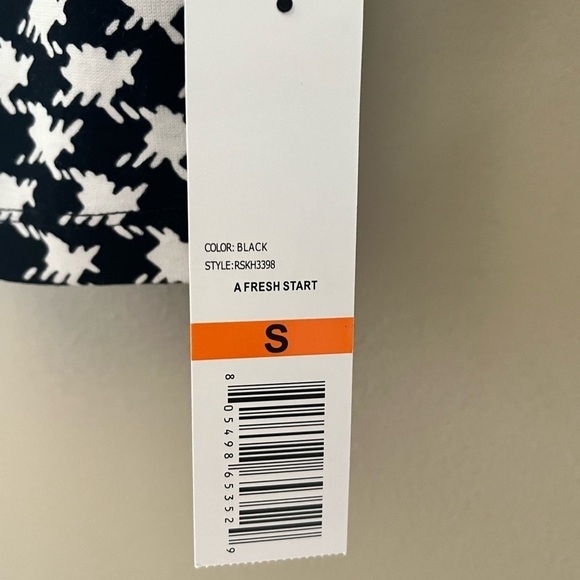 COLOR: BLACK
STYLE:RSKH3398
A FRESH START
S
8 05498 65352 9